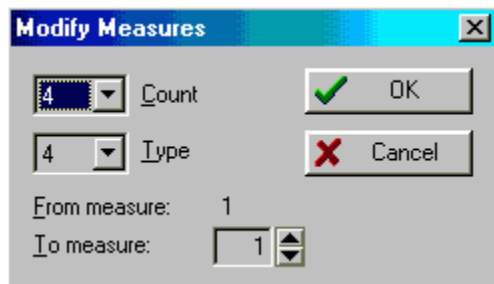 Modify Measures
4 Count OK
4 Type Cancel
From measure: 1
To measure: 1